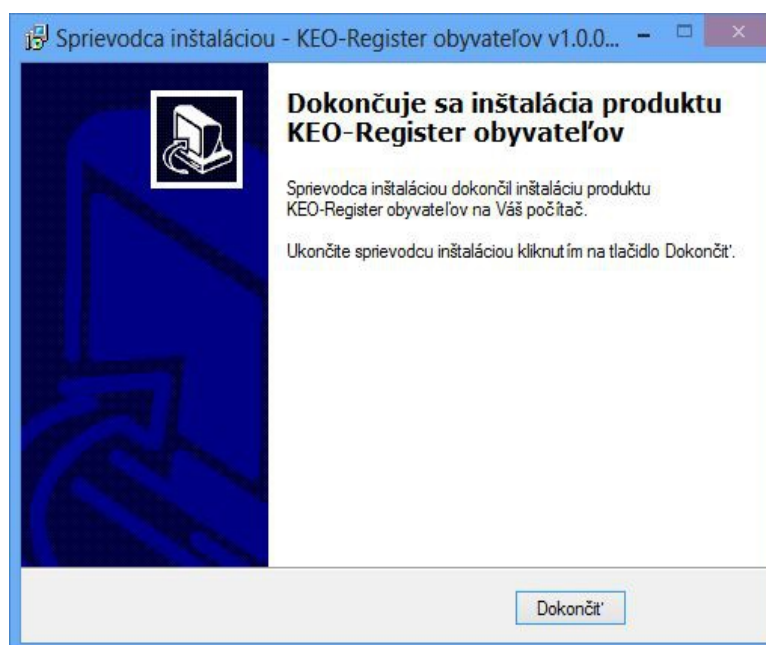 Sprievodca inštaláciou - KEO-Register obyvateľov v1.0.0...
Dokončuje sa inštalácia produktu
KEO-Register obyvateľov
Sprievodca inštaláciou dokončil inštaláciu produktu
KEO-Register obyvateľov na Váš počítač.
Ukončite sprievodcu inštaláciou kliknutím na tlačidlo Dokončiť.
Dokončiť